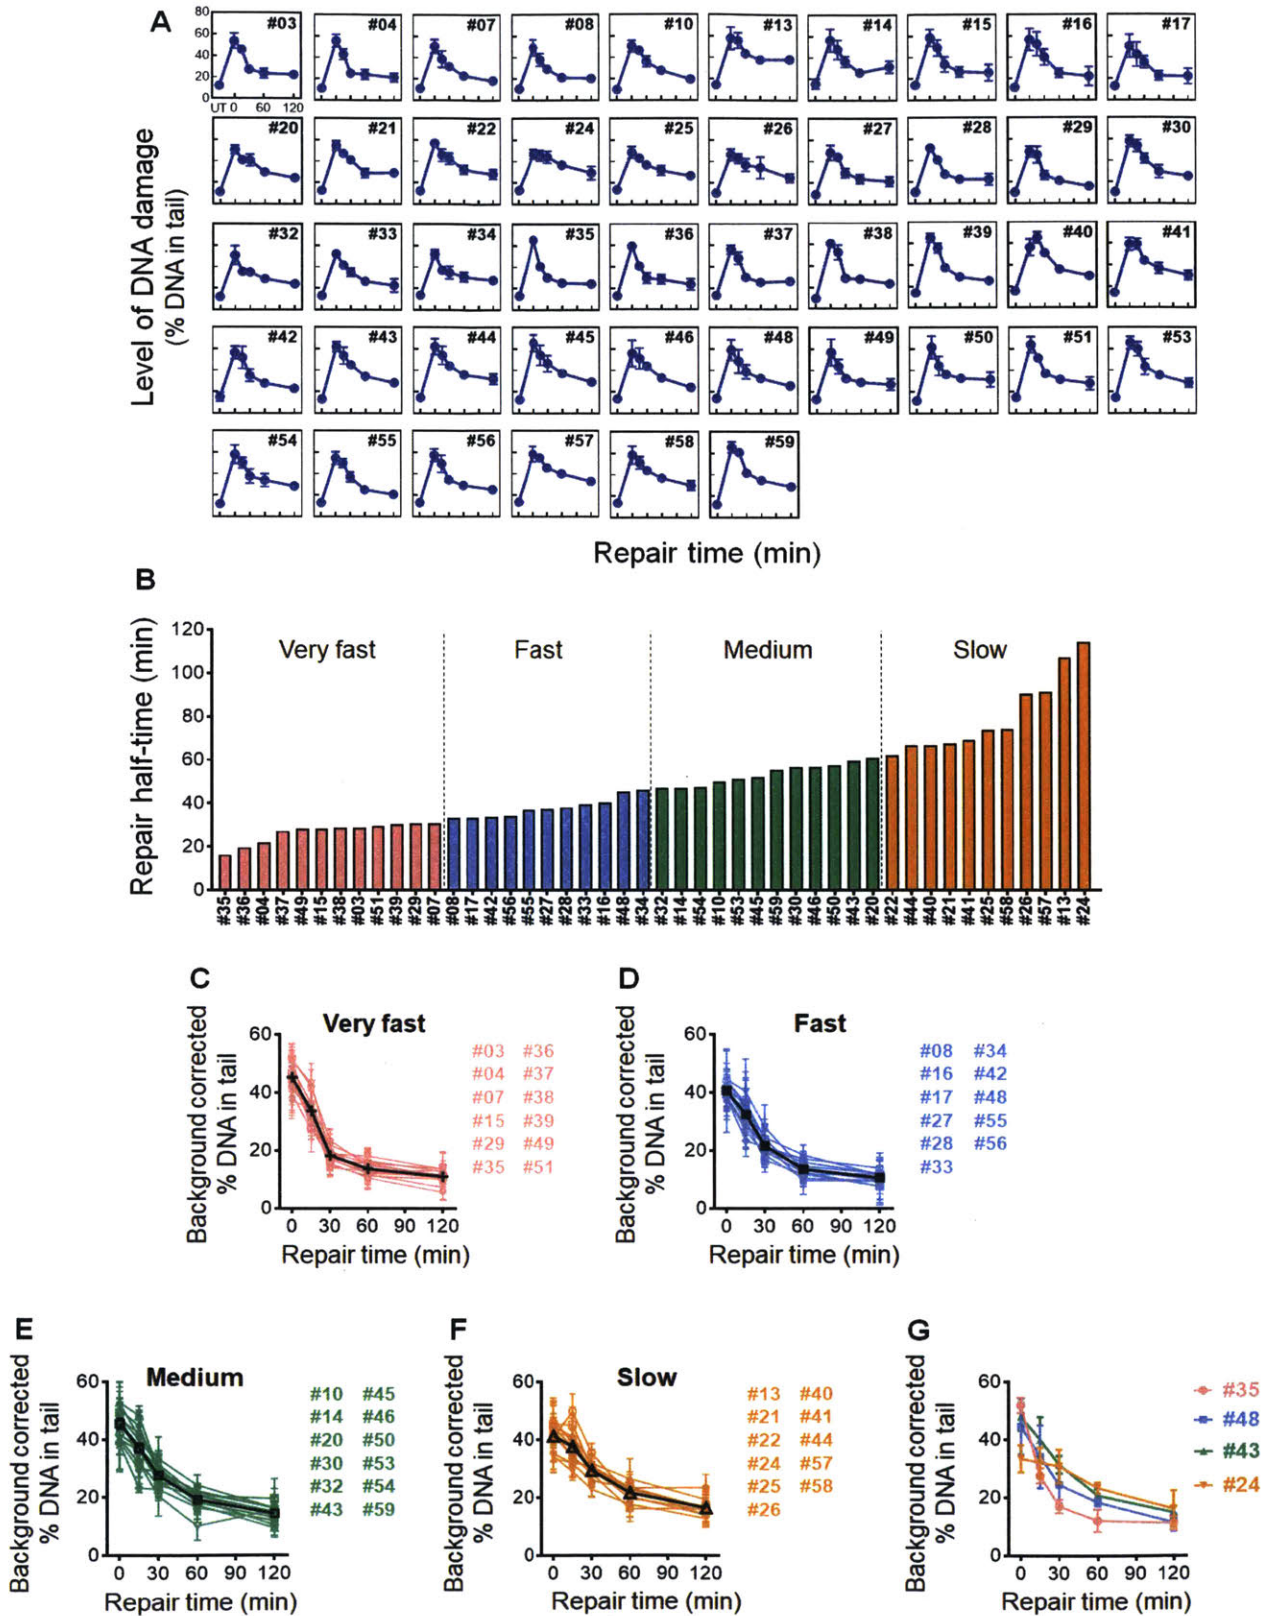 A
80
60
40
20
0
UT 0 60 120
#03 #04 #07 #08 #10 #13 #14 #15 #16 #17
#20 #21 #22 #24 #25 #26 #27 #28 #29 #30
#32 #33 #34 #35 #36 #37 #38 #39 #40 #41
#42 #43 #44 #45 #46 #48 #49 #50 #51 #53
#54 #55 #56 #57 #58 #59
Level of DNA damage
(% DNA in tail)
Repair time (min)
B
Repair half-time (min)
120
100
80
60
40
20
0
Very fast Fast Medium Slow
#35 #36 #04 #37 #49 #15 #38 #03 #51 #39 #29 #07 #08 #17 #42 #56 #55 #27 #28 #33 #16 #48 #34 #32 #14 #54 #10 #53 #45 #59 #30 #46 #50 #43 #20 #22 #44 #40 #21 #41 #25 #58 #26 #57 #13 #24
C
Very fast
Background corrected
% DNA in tail
60
40
20
0
0 30 60 90 120
Repair time (min)
#03 #36
#04 #37
#07 #38
#15 #39
#29 #49
#35 #51
D
Fast
Background corrected
% DNA in tail
60
40
20
0
0 30 60 90 120
Repair time (min)
#08 #34
#16 #42
#17 #48
#27 #55
#28 #56
#33
E
Medium
Background corrected
% DNA in tail
60
40
20
0
0 30 60 90 120
Repair time (min)
#10 #45
#14 #46
#20 #50
#30 #53
#32 #54
#43 #59
F
Slow
Background corrected
% DNA in tail
60
40
20
0
0 30 60 90 120
Repair time (min)
#13 #40
#21 #41
#22 #44
#24 #57
#25 #58
#26
G
Background corrected
% DNA in tail
60
40
20
0
0 30 60 90 120
Repair time (min)
#35
#48
#43
#24